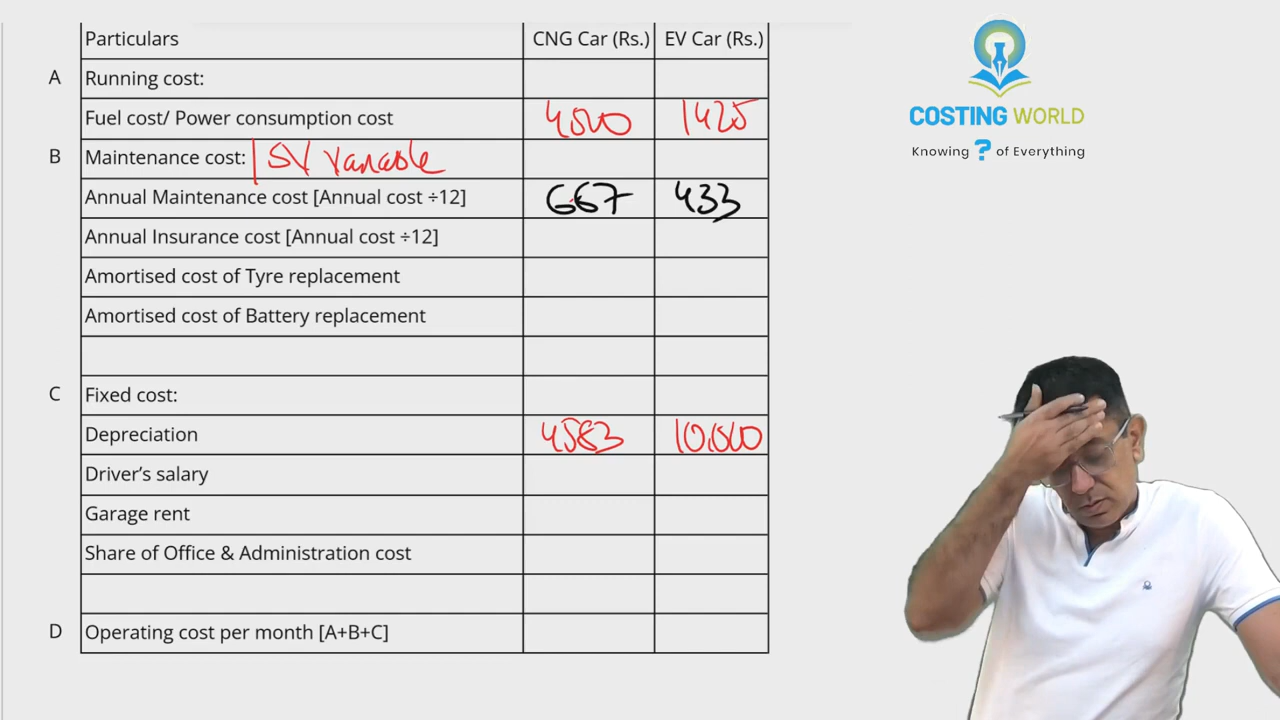 Particulars CNG Car (Rs.) EV Car (Rs.)
A Running cost:
Fuel cost/ Power consumption cost 4500 1425
B Maintenance cost: SV Variable
Annual Maintenance cost [Annual cost ÷12] 667 433
Annual Insurance cost [Annual cost ÷12]
Amortised cost of Tyre replacement
Amortised cost of Battery replacement
C Fixed cost:
Depreciation 4583 10,000
Driver’s salary
Garage rent
Share of Office & Administration cost
D Operating cost per month [A+B+C]
COSTING WORLD
Knowing ? of Everything